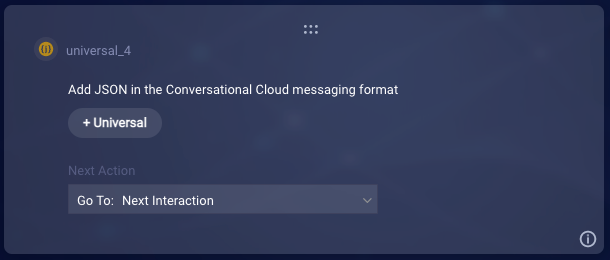 universal_4
Add JSON in the Conversational Cloud messaging format
+ Universal
Next Action
Go To: Next Interaction